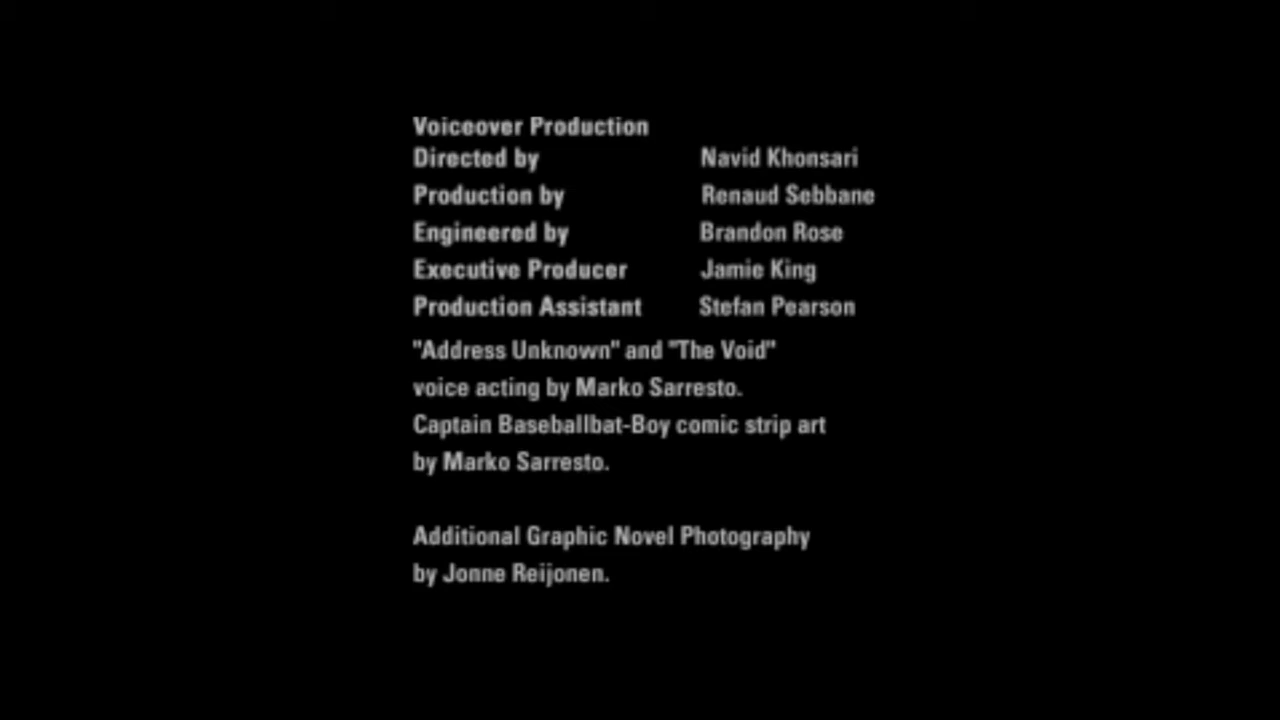 Voiceover Production
Directed by Navid Khonsari
Production by Renaud Sebbane
Engineered by Brandon Rose
Executive Producer Jamie King
Production Assistant Stefan Pearson
"Address Unknown" and "The Void"
voice acting by Marko Sarresto.
Captain Baseballbat-Boy comic strip art
by Marko Sarresto.
Additional Graphic Novel Photography
by Jonne Reijonen.